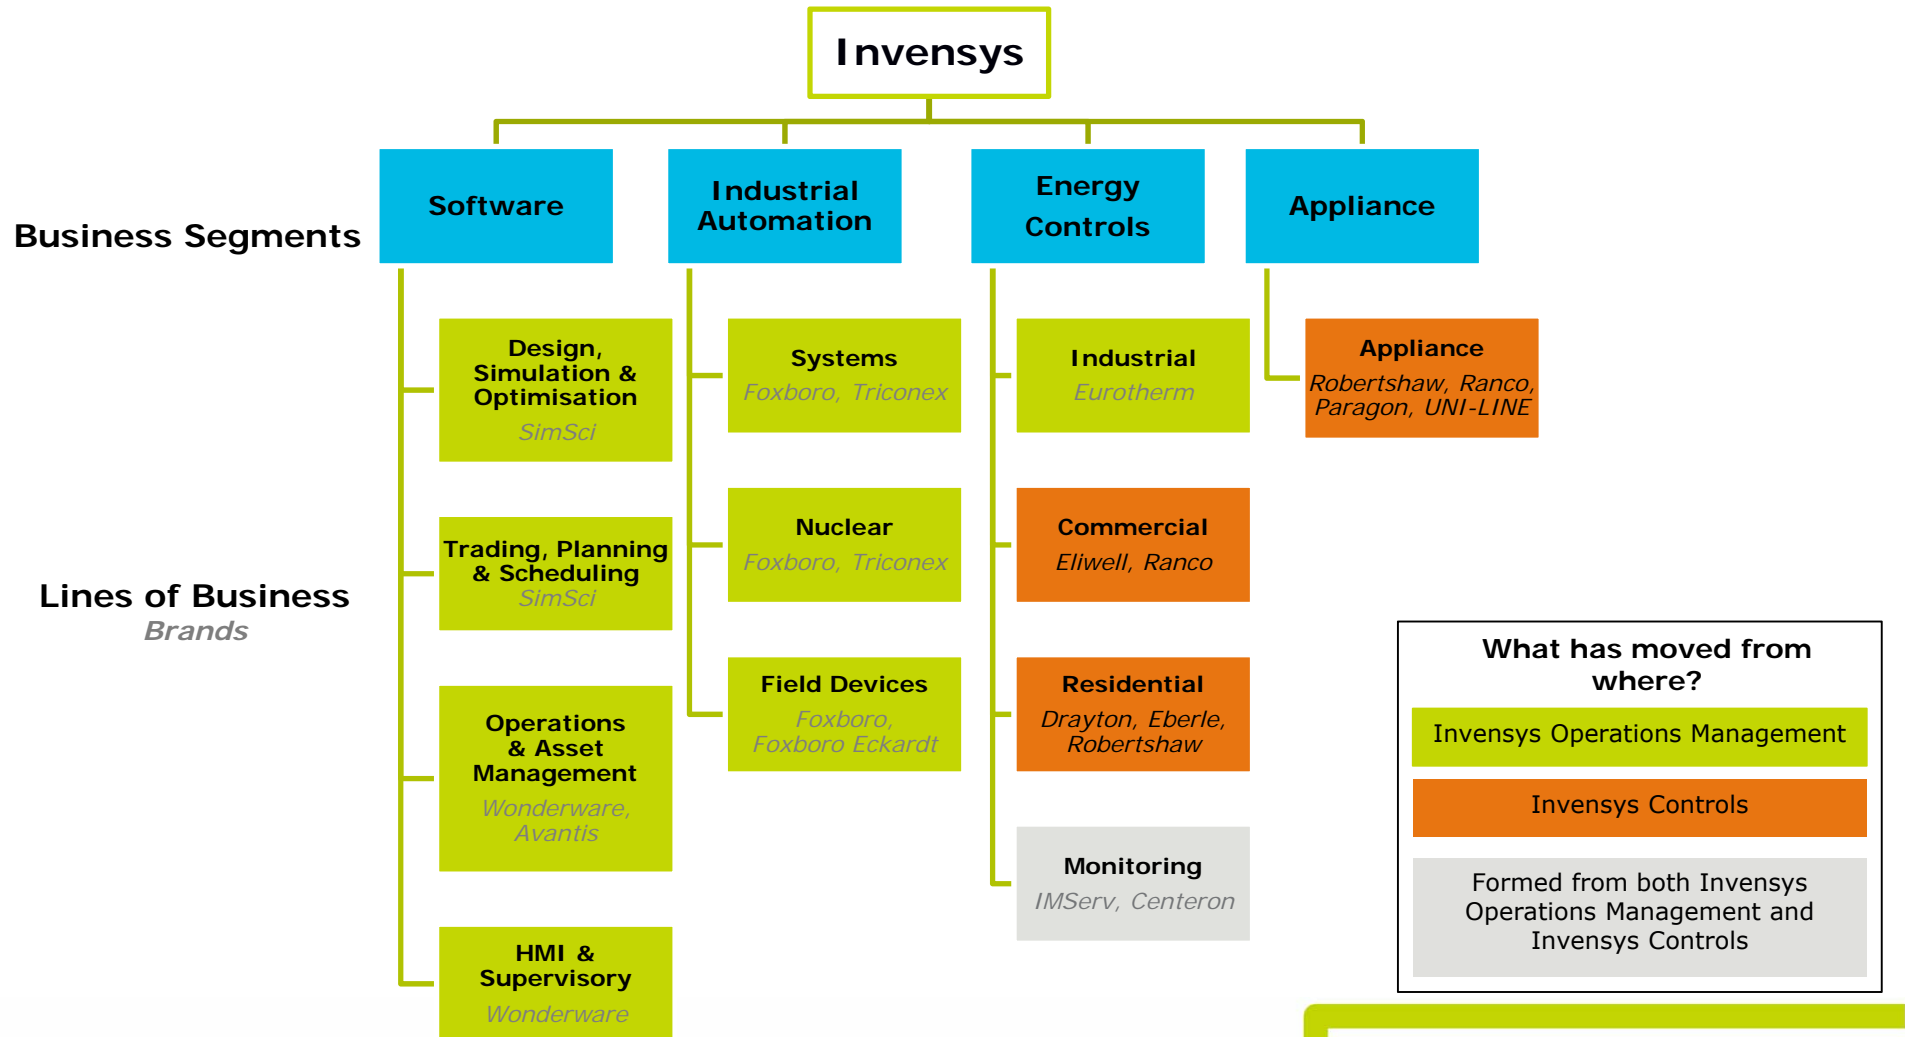 Invensys
Business Segments
Software
Industrial
Automation
Energy
Controls
Appliance
Lines of Business
Brands
Design,
Simulation &
Optimisation
SimSci
Trading, Planning
& Scheduling
SimSci
Operations
& Asset
Management
Wonderware,
Avantis
HMI &
Supervisory
Wonderware
Systems
Foxboro, Triconex
Nuclear
Foxboro, Triconex
Field Devices
Foxboro,
Foxboro Eckardt
Industrial
Eurotherm
Commercial
Eliwell, Ranco
Residential
Drayton, Eberle,
Robertshaw
Monitoring
IMServ, Centeron
Appliance
Robertshaw, Ranco,
Paragon, UNI-LINE
What has moved from
where?
Invensys Operations Management
Invensys Controls
Formed from both Invensys
Operations Management and
Invensys Controls